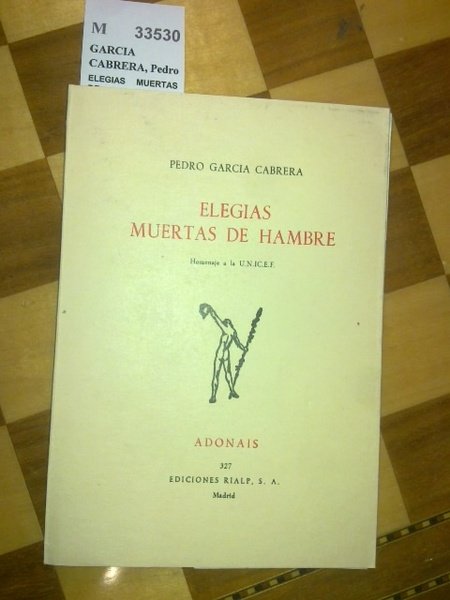 M 33530
GARCIA
CABRERA, Pedro
ELEGIAS MUERTAS
PEDRO GARCIA CABRERA
ELEGIAS
MUERTAS DE HAMBRE
Homenaje a la U.N.I.C.E.F.
ADONAIS
327
EDICIONES RIALP, S. A.
Madrid